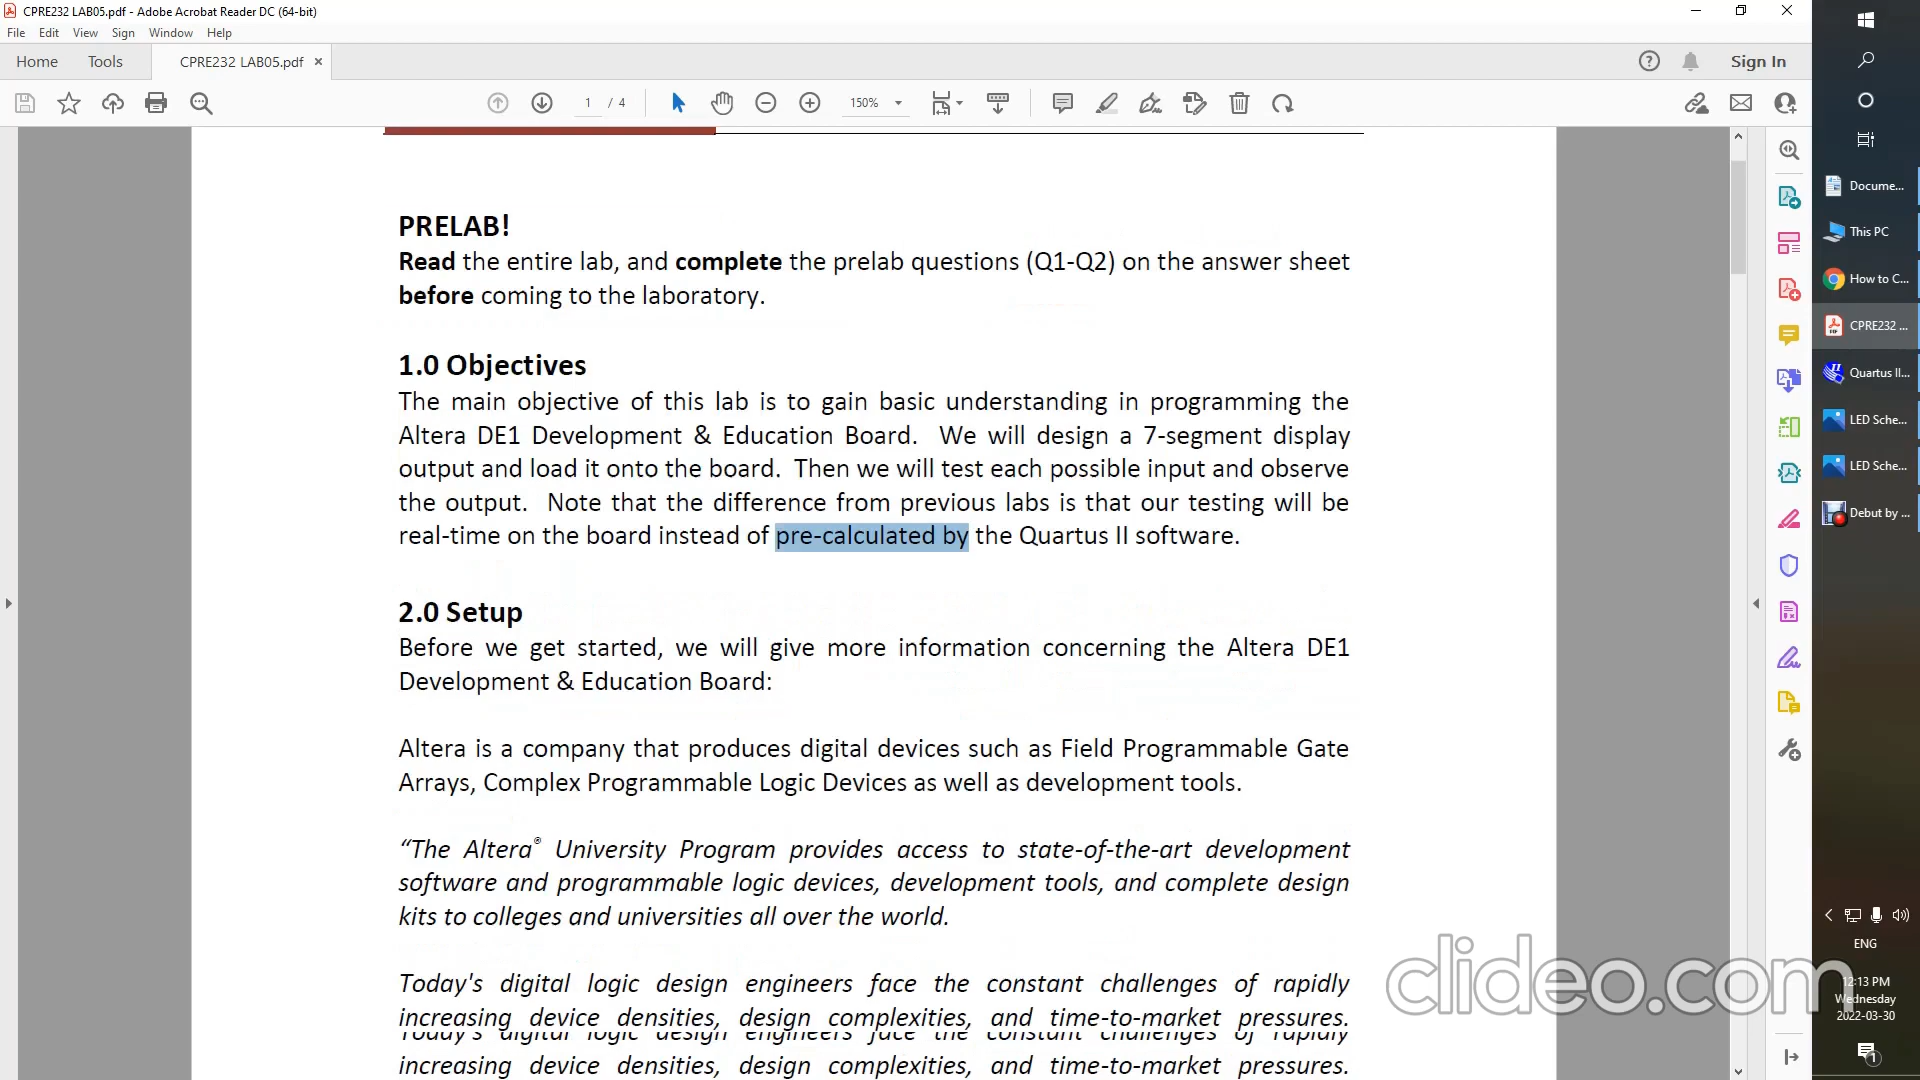 CPRE232 LAB05.pdf - Adobe Acrobat Reader DC (64-bit)
File Edit View Sign Window Help
Home Tools CPRE232 LAB05.pdf × Sign In
1 / 4 150%
PRELAB!
Read the entire lab, and complete the prelab questions (Q1-Q2) on the answer sheet
before coming to the laboratory.
1.0 Objectives
The main objective of this lab is to gain basic understanding in programming the
Altera DE1 Development & Education Board. We will design a 7-segment display
output and load it onto the board. Then we will test each possible input and observe
the output. Note that the difference from previous labs is that our testing will be
real-time on the board instead of pre-calculated by the Quartus II software.
2.0 Setup
Before we get started, we will give more information concerning the Altera DE1
Development & Education Board:
Altera is a company that produces digital devices such as Field Programmable Gate
Arrays, Complex Programmable Logic Devices as well as development tools.
“The Altera® University Program provides access to state-of-the-art development
software and programmable logic devices, development tools, and complete design
kits to colleges and universities all over the world.
Today's digital logic design engineers face the constant challenges of rapidly
increasing device densities, design complexities, and time-to-market pressures.
Today's digital logic design engineers face the constant challenges of rapidly
increasing device densities, design complexities, and time-to-market pressures.
Docume...
This PC
How to C...
CPRE232 ...
Quartus II...
LED Sche...
LED Sche...
Debut by ...
ENG
12:13 PM
Wednesday
2022-03-30
1
clideo.com